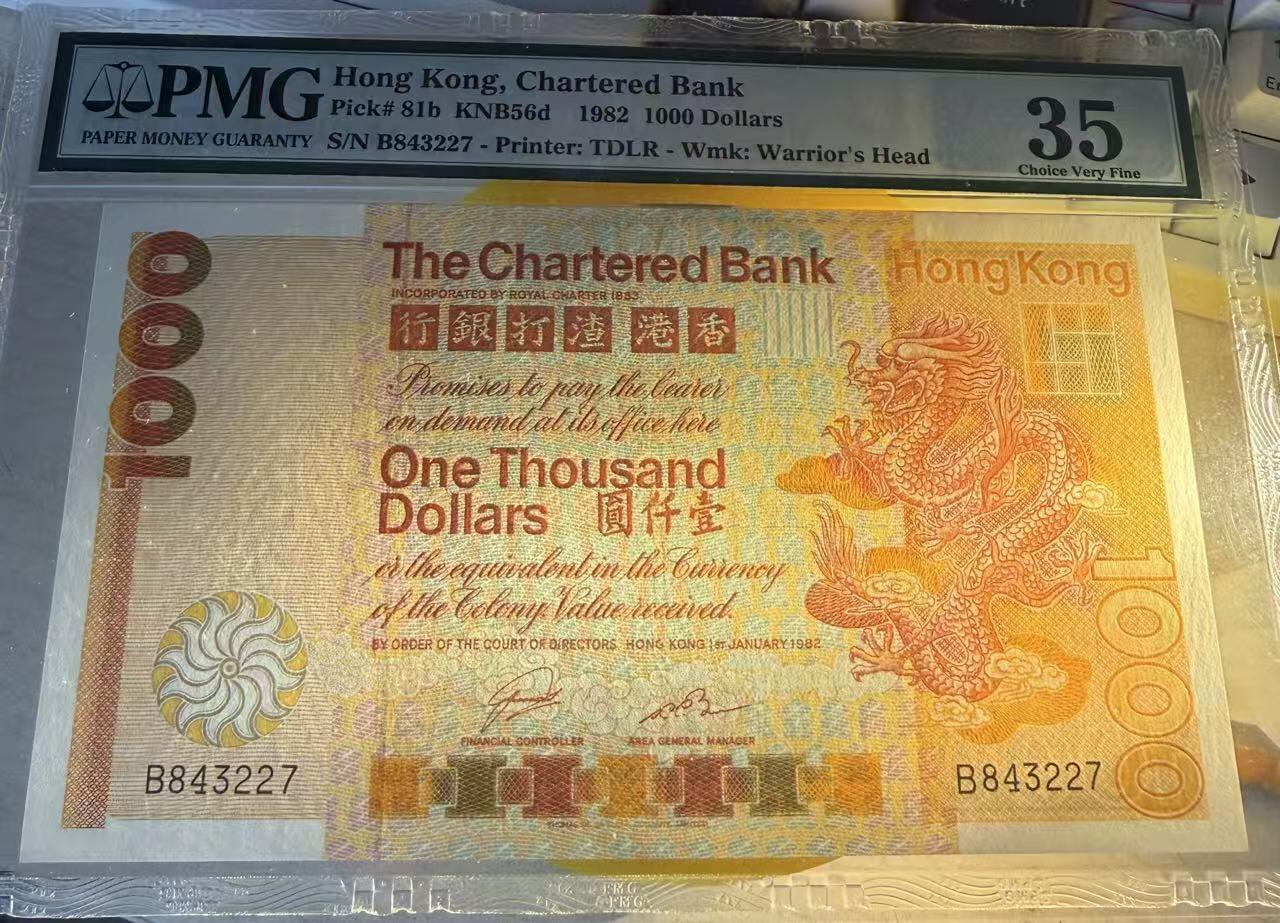 PMG
PAPER MONEY GUARANTY
Hong Kong, Chartered Bank
Pick# 81b KNB56d 1982 1000 Dollars
S/N B843227 - Printer: TDLR - Wmk: Warrior's Head
35
Choice Very Fine
1000
The Chartered Bank
Hong Kong
INCORPORATED BY ROYAL CHARTER 1853
行銀打渣港香
Promises to pay the bearer
on demand at its office here
One Thousand
Dollars 圓仟壹
or the equivalent in the Currency
of the Colony Value received.
BY ORDER OF THE COURT OF DIRECTORS HONG KONG 1ST JANUARY 1982
FINANCIAL CONTROLLER AREA GENERAL MANAGER
1000
B843227
B843227
PMG